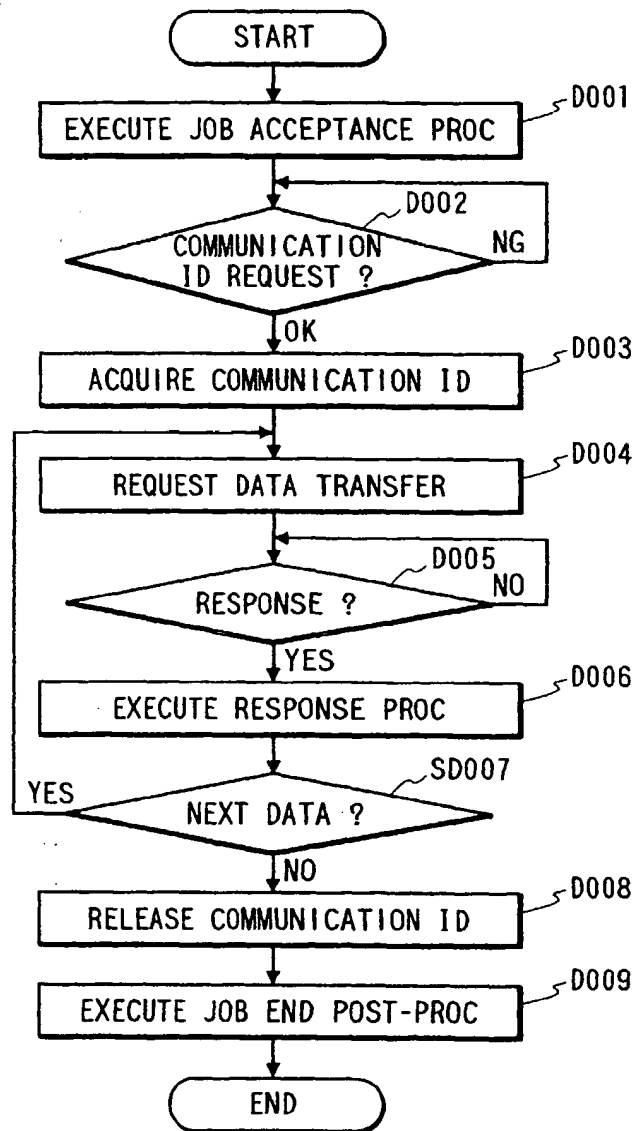 START
D001
EXECUTE JOB ACCEPTANCE PROC
D002
COMMUNICATION
ID REQUEST ?
NG
OK
D003
ACQUIRE COMMUNICATION ID
D004
REQUEST DATA TRANSFER
D005
RESPONSE ?
NO
YES
D006
EXECUTE RESPONSE PROC
SD007
YES
NEXT DATA ?
NO
D008
RELEASE COMMUNICATION ID
D009
EXECUTE JOB END POST-PROC
END